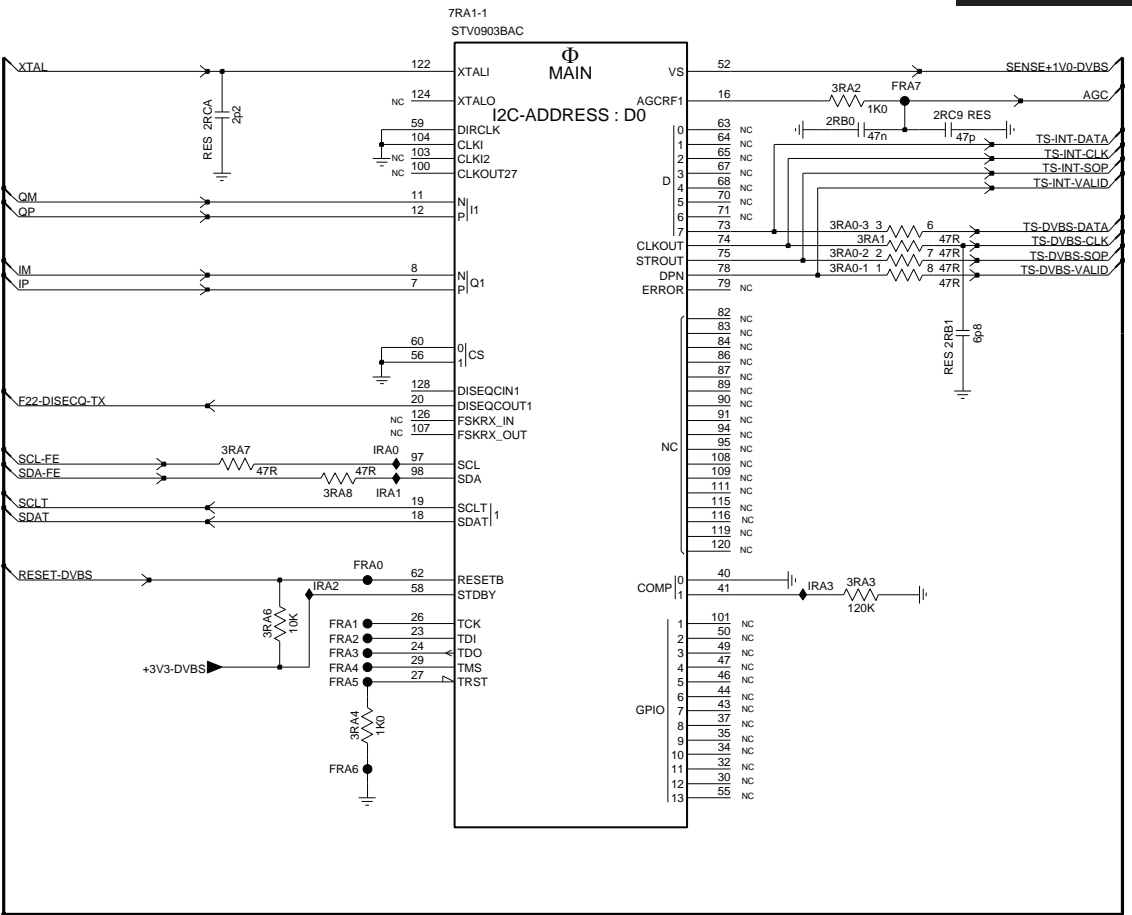 7RA1-1
STV0903BAC
Φ
MAIN
I2C-ADDRESS : D0
XTAL
122
XTALI
RES 2RCA
2p2
NC 124
XTALO
59
DIRCLK
104
CLKI
NC 103
CLKI2
NC 100
CLKOUT27
QM
11
N
I1
QP
12
P
IM
8
N
Q1
IP
7
P
60
0
CS
56
1
128
DISEQCIN1
F22-DISECQ-TX
20
DISEQCOUT1
NC 126
FSKRX_IN
NC 107
FSKRX_OUT
SCL-FE
3RA7
47R
IRA0
97
SCL
SDA-FE
3RA8
47R
IRA1
98
SDA
SCLT
19
SCLT
1
SDAT
18
SDAT
RESET-DVBS
FRA0
62
RESETB
IRA2
58
STDBY
3RA6
10K
+3V3-DVBS
FRA1
26
TCK
FRA2
23
TDI
FRA3
24
TDO
FRA4
29
TMS
FRA5
27
TRST
3RA4
1K0
FRA6
VS
52
SENSE+1V0-DVBS
AGCRF1
16
3RA2
1K0
FRA7
AGC
2RB0
47n
2RC9 RES
47p
D
0
63
NC
1
64
NC
2
65
NC
3
67
NC
4
68
NC
5
70
NC
6
71
NC
7
73
TS-INT-DATA
TS-INT-CLK
TS-INT-SOP
TS-INT-VALID
3RA0-3 3
6
47R
TS-DVBS-DATA
CLKOUT
74
3RA1
47R
TS-DVBS-CLK
STROUT
75
3RA0-2 2
7
47R
TS-DVBS-SOP
DPN
78
3RA0-1 1
8
47R
TS-DVBS-VALID
ERROR
79
NC
RES 2RB1
6p8
NC
82 NC
83 NC
84 NC
86 NC
87 NC
89 NC
90 NC
91 NC
94 NC
95 NC
108 NC
109 NC
111 NC
115 NC
116 NC
119 NC
120 NC
COMP
0
40
1
41
IRA3
3RA3
120K
GPIO
1 101 NC
2 50 NC
3 49 NC
4 47 NC
5 46 NC
6 44 NC
7 43 NC
8 37 NC
9 35 NC
10 34 NC
11 32 NC
12 30 NC
13 55 NC